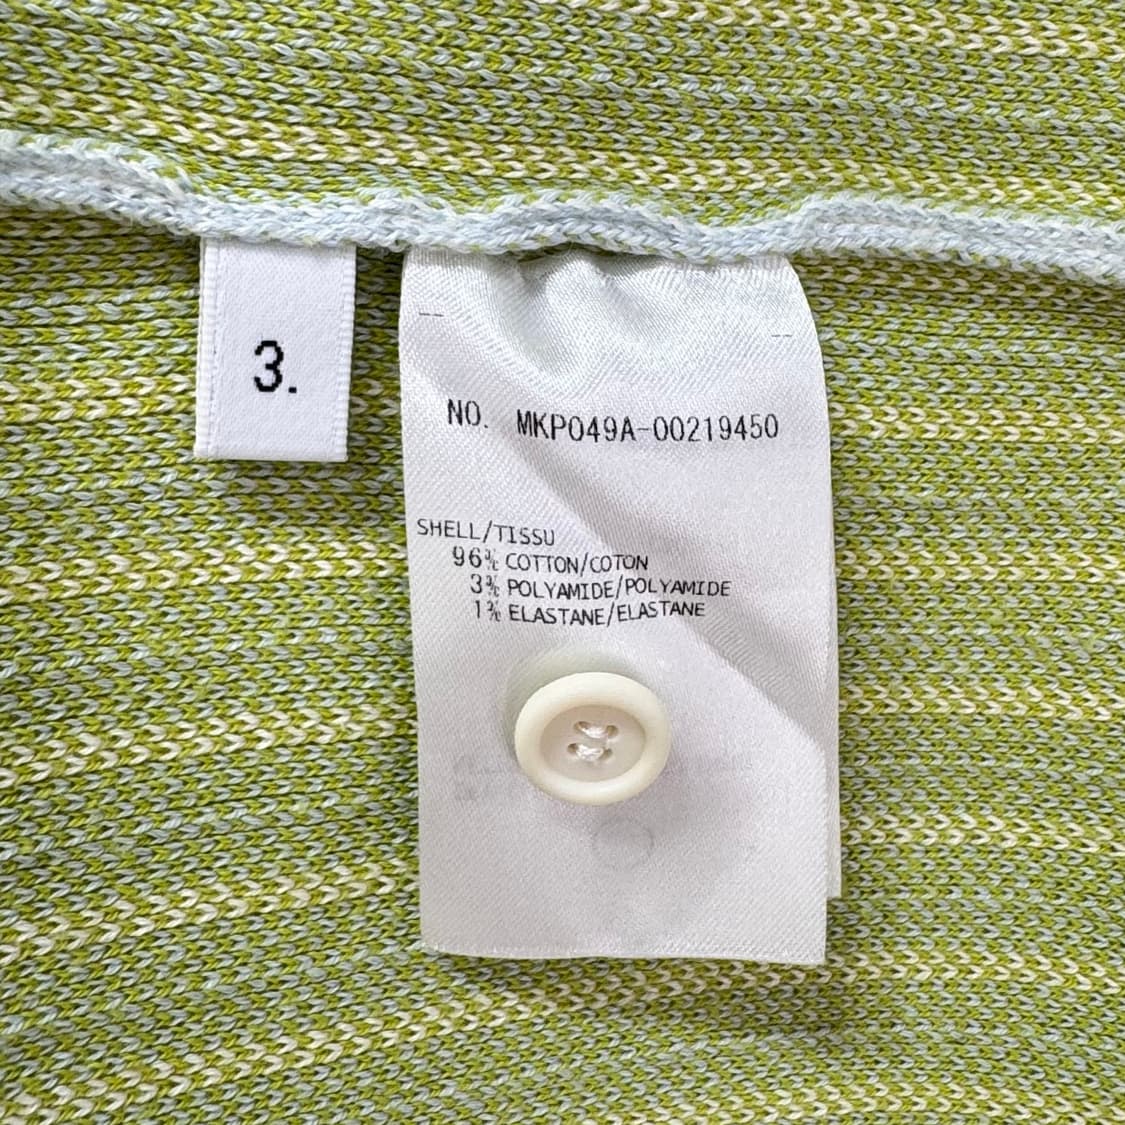 3.
NO. MKP049A-00219450
SHELL/TISSU
96% COTTON/COTON
3% POLYAMIDE/POLYAMIDE
1% ELASTANE/ELASTANE